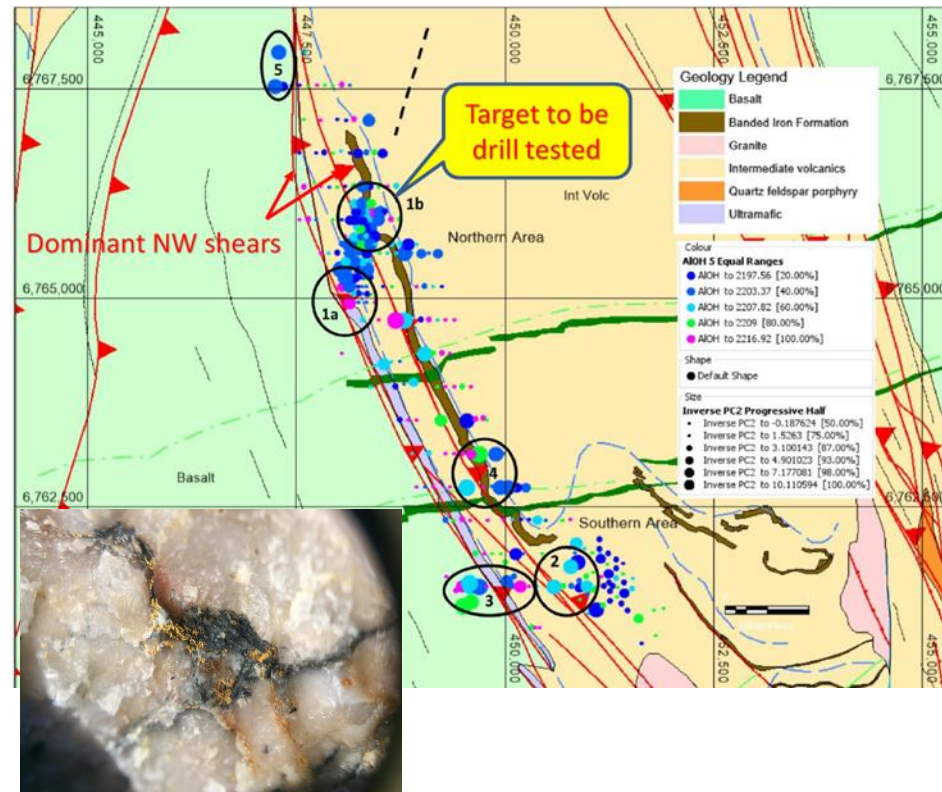 445,000
447,500
450,000
452,500
455,000
6,767,500
6,767,500
5
Target to be
drill tested
1b
Int Volc
Dominant NW shears
Northern Area
6,765,000
1a
4
Basalt
6,762,500
6,762,500
Southern Area
2
3
450,000
452,500
455,000
Geology Legend
Basalt
Banded Iron Formation
Granite
Intermediate volcanics
Quartz feldspar porphyry
Ultramafic
Colour
AlOH 5 Equal Ranges
AlOH to 2197.56 [20.00%]
AlOH to 2203.37 [40.00%]
AlOH to 2207.82 [60.00%]
AlOH to 2209 [80.00%]
AlOH to 2216.92 [100.00%]
Shape
Default Shape
Size
Inverse PC2 Progressive Half
Inverse PC2 to -0.187624 [50.00%]
Inverse PC2 to 1.5263 [75.00%]
Inverse PC2 to 3.100143 [87.00%]
Inverse PC2 to 4.901023 [93.00%]
Inverse PC2 to 7.177081 [98.00%]
Inverse PC2 to 10.110594 [100.00%]